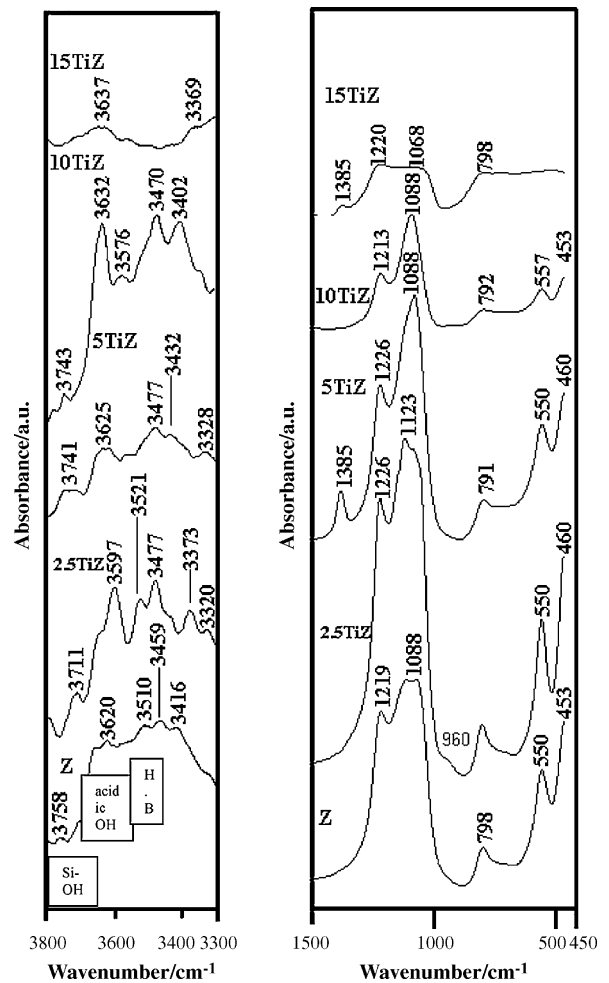 15TiZ
3637
3369
10TiZ
3632
3576
3470
3402
5TiZ
3743
3625
3477
3432
3328
3741
2.5TiZ
3597
3521
3477
3373
3320
3711
Z
3620
3510
3459
3416
3758
acid
ic
OH
H
.
B
Si-
OH
3800
3600
3400
3300
Wavenumber/cm-1
Absorbance/a.u.
15TiZ
1385
1220
1068
798
10TiZ
1213
1088
792
557
453
5TiZ
1385
1226
1088
791
550
460
2.5TiZ
1226
1123
960
550
460
Z
1219
1088
798
550
453
1500
1000
500
450
Wavenumber/cm-1
Absorbance/a.u.